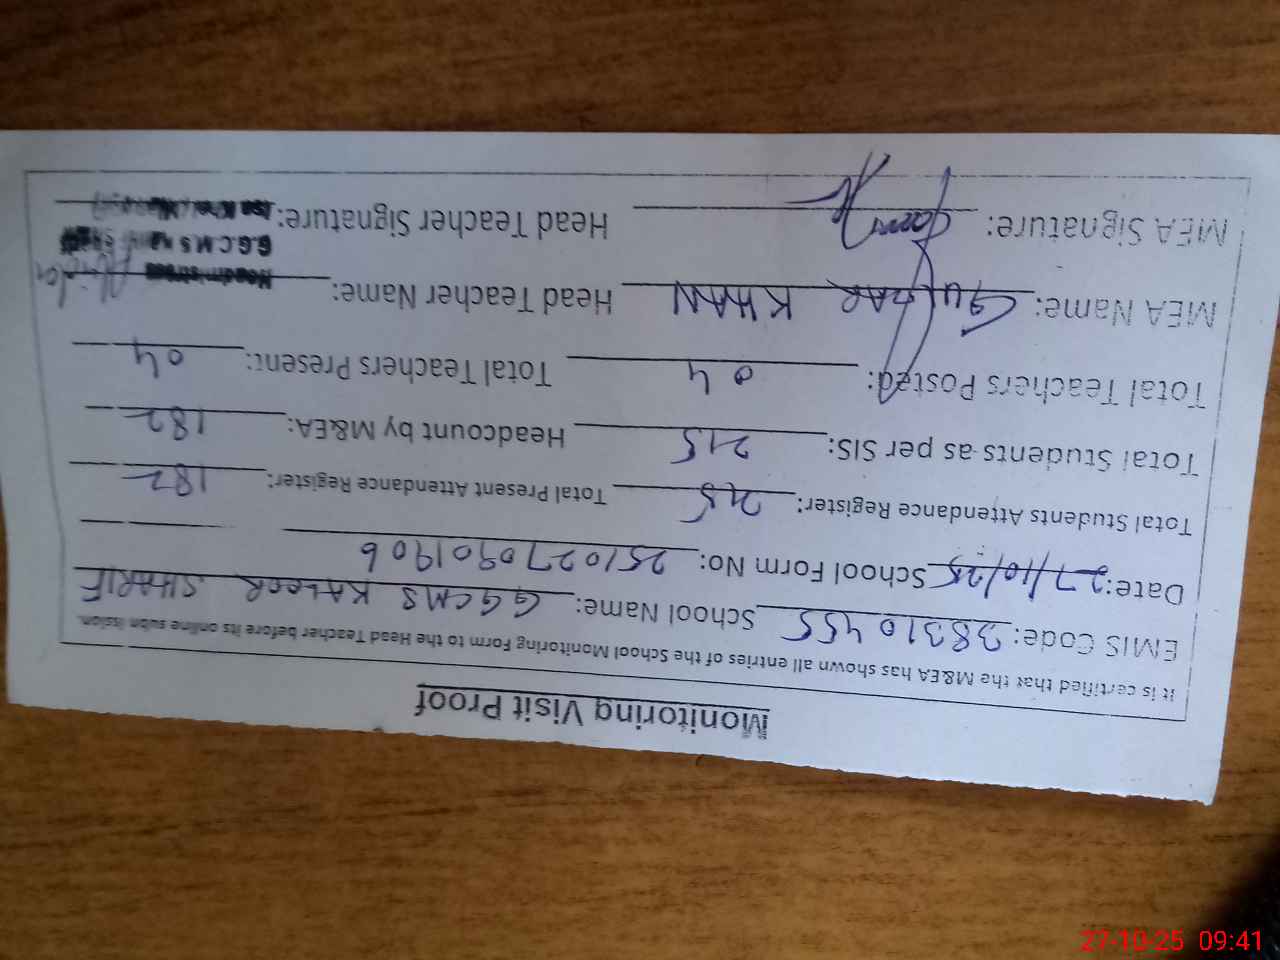 Monitoring Visit Proof
It is certified that the M&EA has shown all entries of the School Monitoring Form to the Head Teacher before its online submission.
EMIS Code: 38310455 School Name: GGCMS KALOOR SHARIF
Date: 27/10/25 School Form No: 2510270901906
Total Students Attendance Register: 215 Total Present Attendance Register: 182
Total Students as per SIS: 215 Headcount by M&EA: 182
Total Teachers Posted: 04 Total Teachers Present: 04
MEA Name: GULZAR KHAN Head Teacher Name:
Headmistress
MEA Signature: Head Teacher Signature:
G.G.C.M.S
Isa Khel
27-10-25 09:41